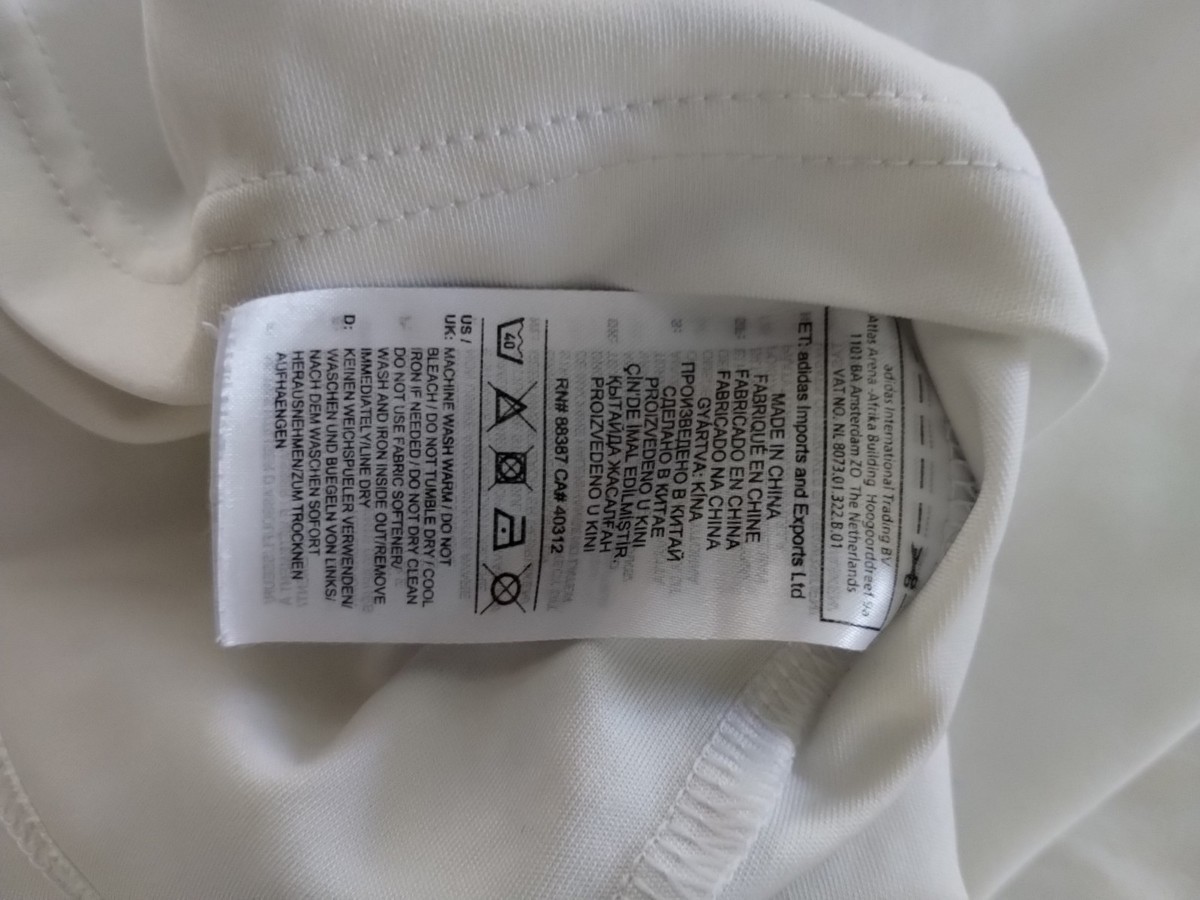 adidas International Trading BV
Atlas Arena -Afrika Building Hoogoorddreef 9a
1101 BA Amsterdam ZO The Netherlands
VAT NO. NL 8073.01.322.B.01
ET: adidas Imports and Exports Ltd
MADE IN CHINA
FABRIQUÉ EN CHINE
FABRICADO EN CHINA
FABRICADO NA CHINA
GYÁRTVA: KÍNA
ПРОИЗВЕДЕНО В КИТАЙ
СДЕЛАНО В КИТАЕ
PROIZVEDENO U KINI
ÇİN'DE İMAL EDİLMİŞTİR
ҚЫТАЙДА ЖАСАЛҒАН
PROIZVEDENO U KINI
RN# 88387 CA# 40312
40
US /
UK: MACHINE WASH WARM / DO NOT
BLEACH / DO NOT TUMBLE DRY / COOL
IRON IF NEEDED / DO NOT DRY CLEAN
DO NOT USE FABRIC SOFTENER/
WASH AND IRON INSIDE OUT/REMOVE
IMMEDIATELY/LINE DRY
D: KEINEN WEICHSPUELER VERWENDEN/
WASCHEN UND BUEGELN VON LINKS/
NACH DEM WASCHEN SOFORT
HERAUSNEHMEN/ZUM TROCKNEN
AUFHAENGEN